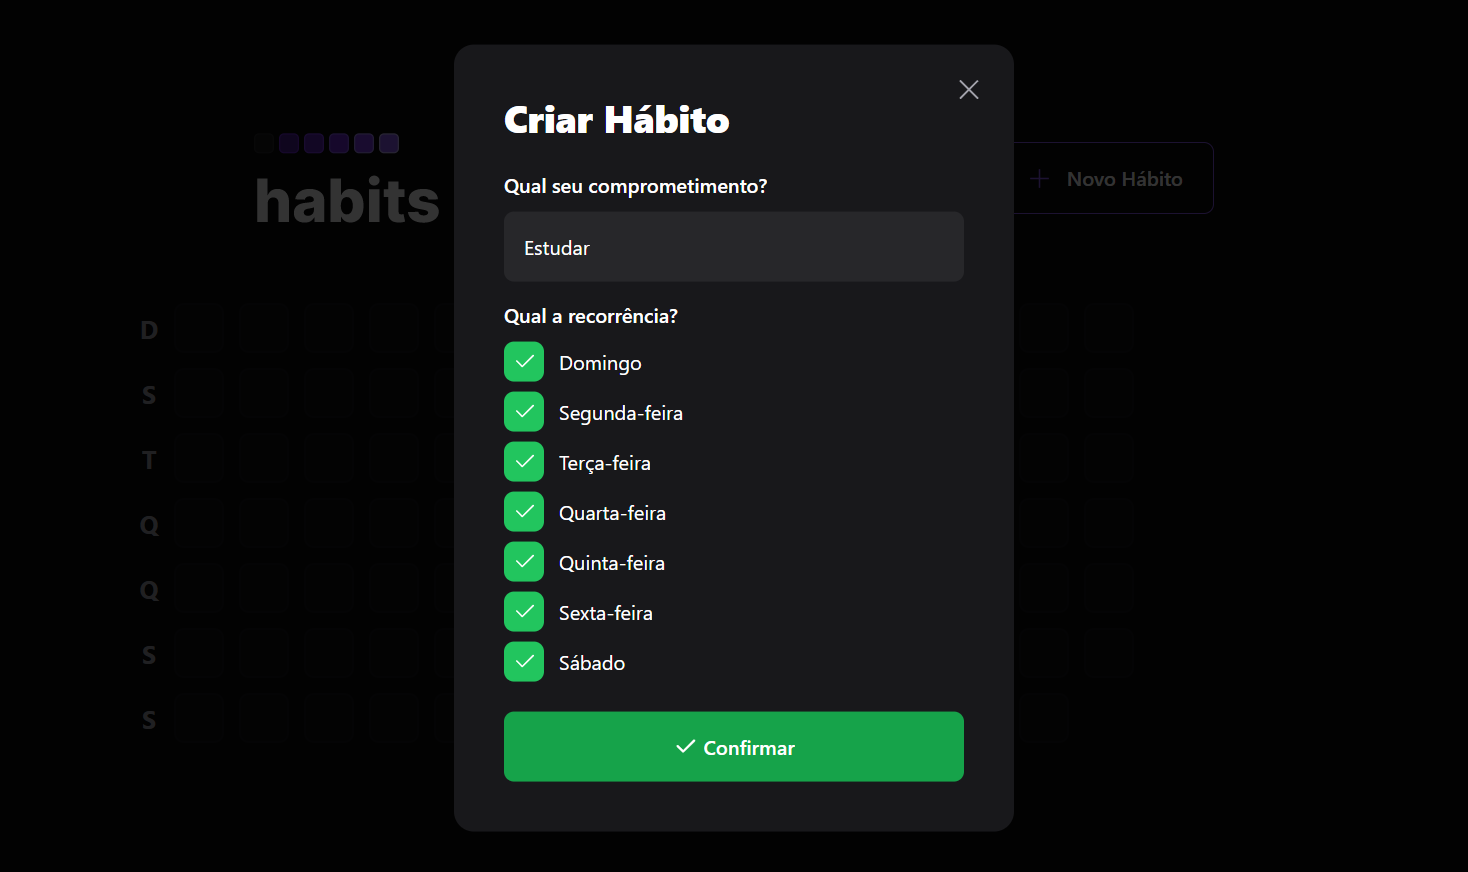 habits
Novo Hábito
D
S
T
Q
Q
S
S
Criar Hábito
Qual seu comprometimento?
Estudar
Qual a recorrência?
Domingo
Segunda-feira
Terça-feira
Quarta-feira
Quinta-feira
Sexta-feira
Sábado
Confirmar